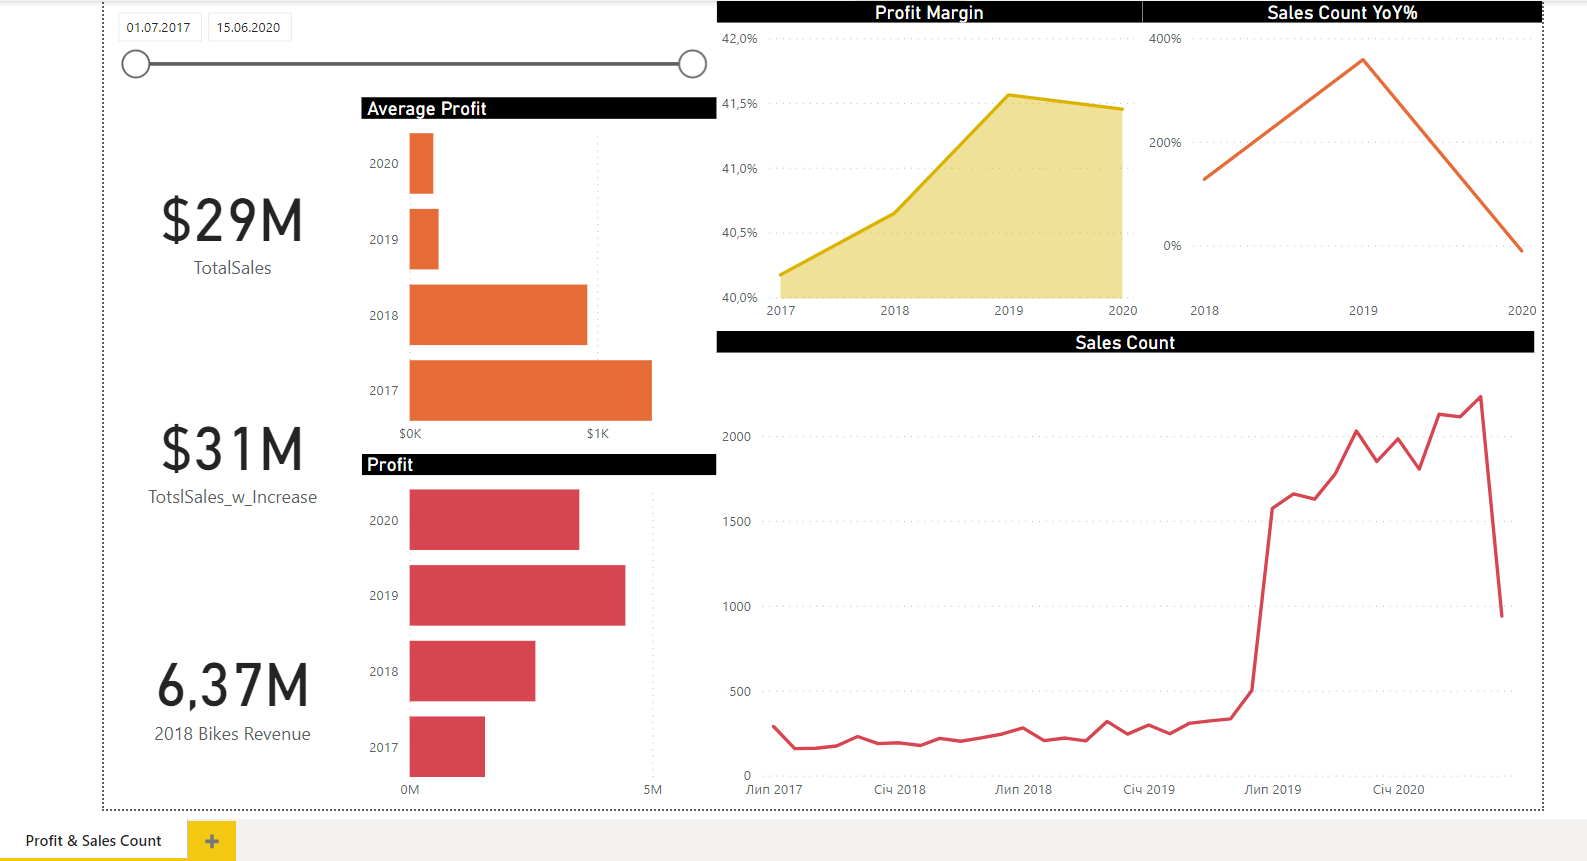 01.07.2017 15.06.2020
$29M
TotalSales
$31M
TotslSales_w_Increase
6,37M
2018 Bikes Revenue
Average Profit
2020
2019
2018
2017
$0K $1K
Profit
2020
2019
2018
2017
0M 5M
Profit Margin
42,0%
41,5%
41,0%
40,5%
40,0%
2017 2018 2019 2020
Sales Count YoY%
400%
200%
0%
2018 2019 2020
Sales Count
2000
1500
1000
500
0
Лип 2017 Січ 2018 Лип 2018 Січ 2019 Лип 2019 Січ 2020
Profit & Sales Count